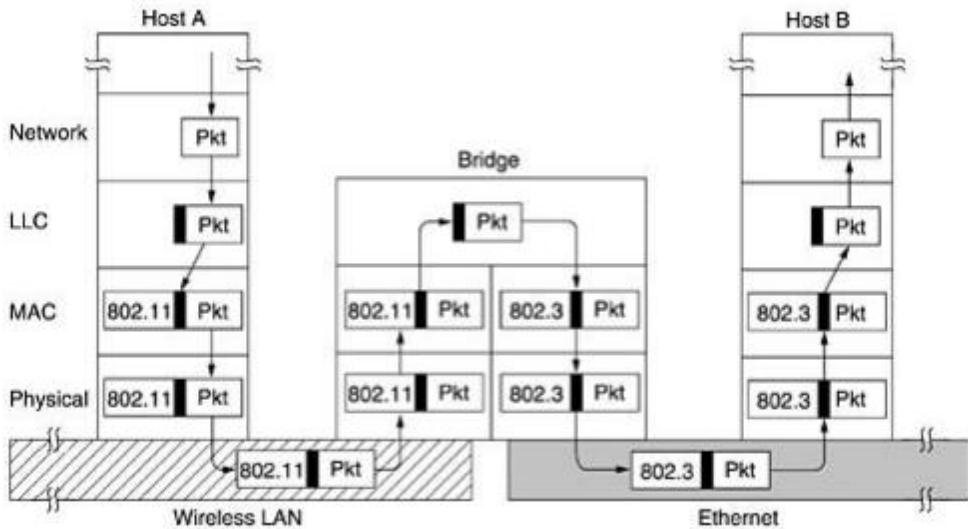 Host A
Host B
Network
Pkt
Pkt
Bridge
LLC
Pkt
Pkt
Pkt
MAC
802.11 Pkt
802.11 Pkt
802.3 Pkt
802.3 Pkt
Physical
802.11 Pkt
802.11 Pkt
802.3 Pkt
802.3 Pkt
802.11 Pkt
802.3 Pkt
Wireless LAN
Ethernet